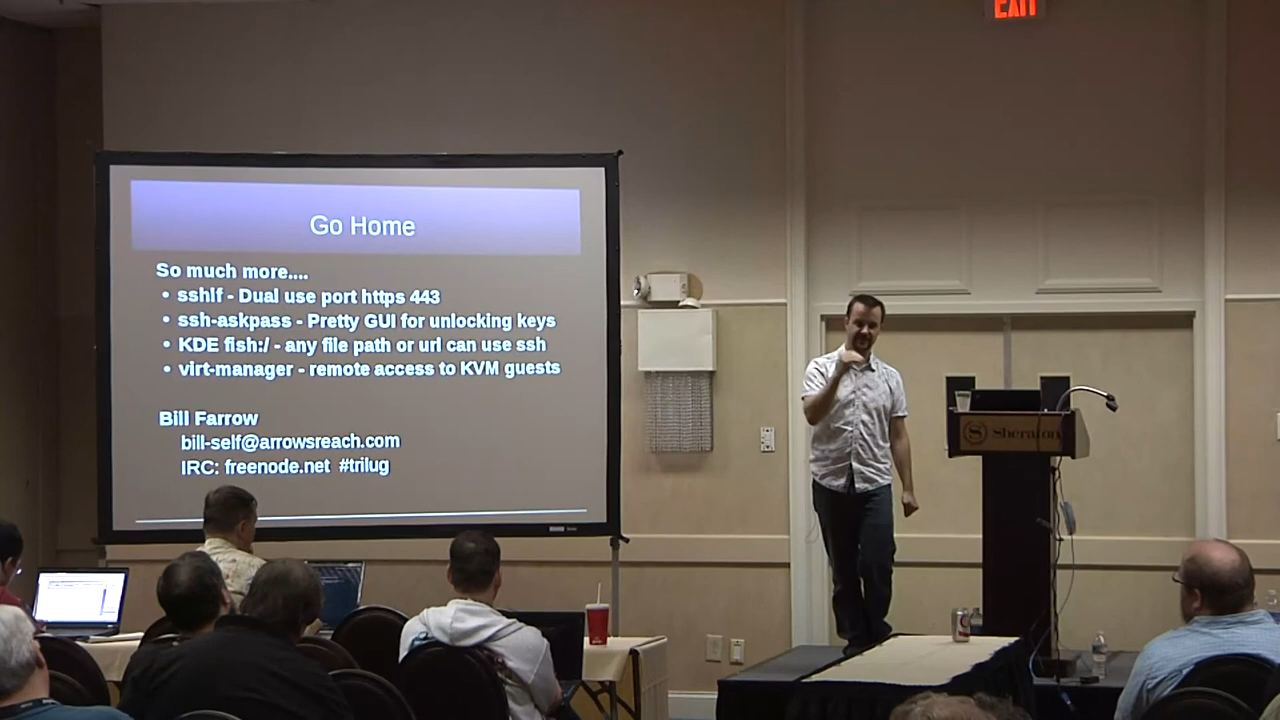 EXIT
Go Home
So much more....
• sshlf - Dual use port https 443
• ssh-askpass - Pretty GUI for unlocking keys
• KDE fish:/ - any file path or url can use ssh
• virt-manager - remote access to KVM guests
Bill Farrow
bill-self@arrowsreach.com
IRC: freenode.net #trilug
S Sheraton